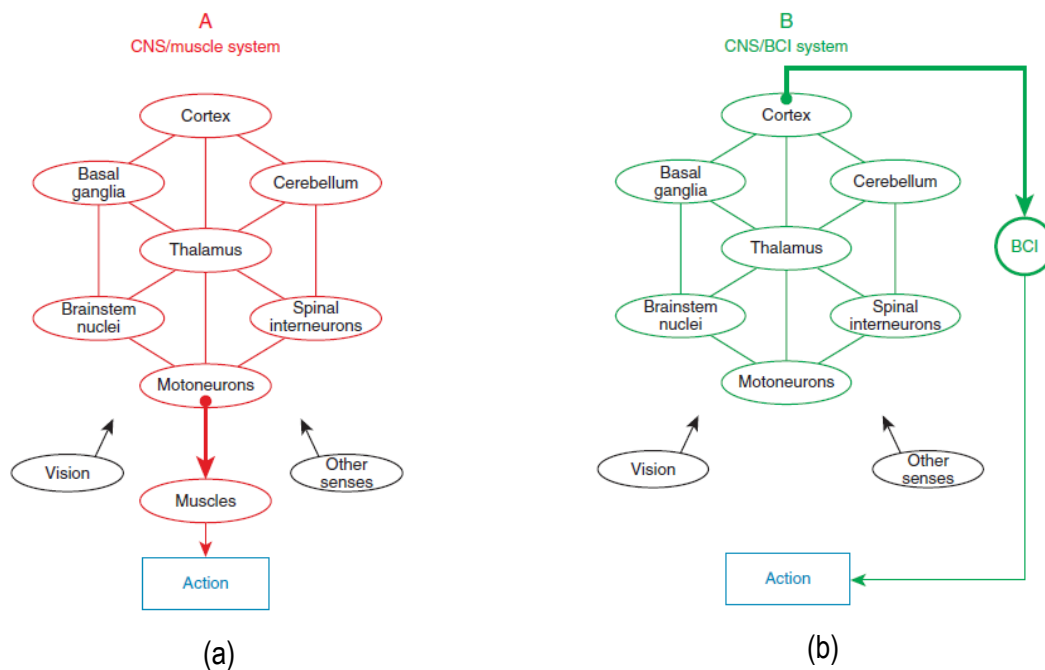 A
CNS/muscle system
Cortex
Basal
ganglia
Cerebellum
Thalamus
Brainstem
nuclei
Spinal
interneurons
Motoneurons
Vision
Other
senses
Muscles
Action
(a)
B
CNS/BCI system
Cortex
Basal
ganglia
Cerebellum
BCI
Thalamus
Brainstem
nuclei
Spinal
interneurons
Motoneurons
Vision
Other
senses
Action
(b)